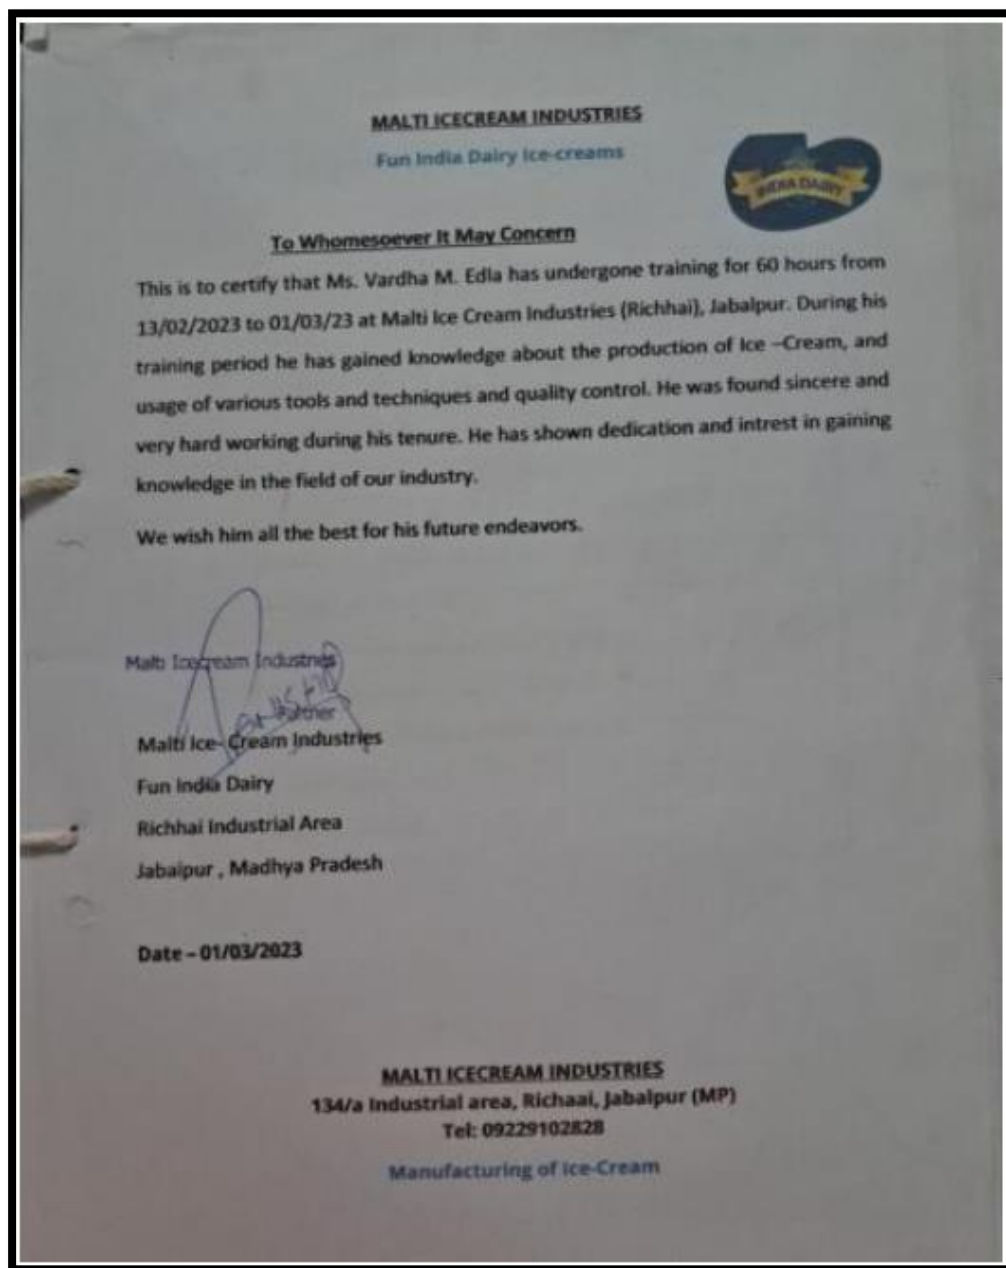 MALTI ICECREAM INDUSTRIES
Fun India Dairy Ice-creams
INDIA DAIRY
To Whomesoever It May Concern
This is to certify that Ms. Vardha M. Edla has undergone training for 60 hours from
13/02/2023 to 01/03/23 at Malti Ice Cream Industries (Richhai), Jabalpur. During his
training period he has gained knowledge about the production of Ice –Cream, and
usage of various tools and techniques and quality control. He was found sincere and
very hard working during his tenure. He has shown dedication and intrest in gaining
knowledge in the field of our industry.
We wish him all the best for his future endeavors.
Malti Icecream Industries
Partner
Malti Ice- Cream Industries
Fun India Dairy
Richhai Industrial Area
Jabalpur , Madhya Pradesh
Date – 01/03/2023
MALTI ICECREAM INDUSTRIES
134/a Industrial area, Richaai, Jabalpur (MP)
Tel: 09229102828
Manufacturing of Ice-Cream